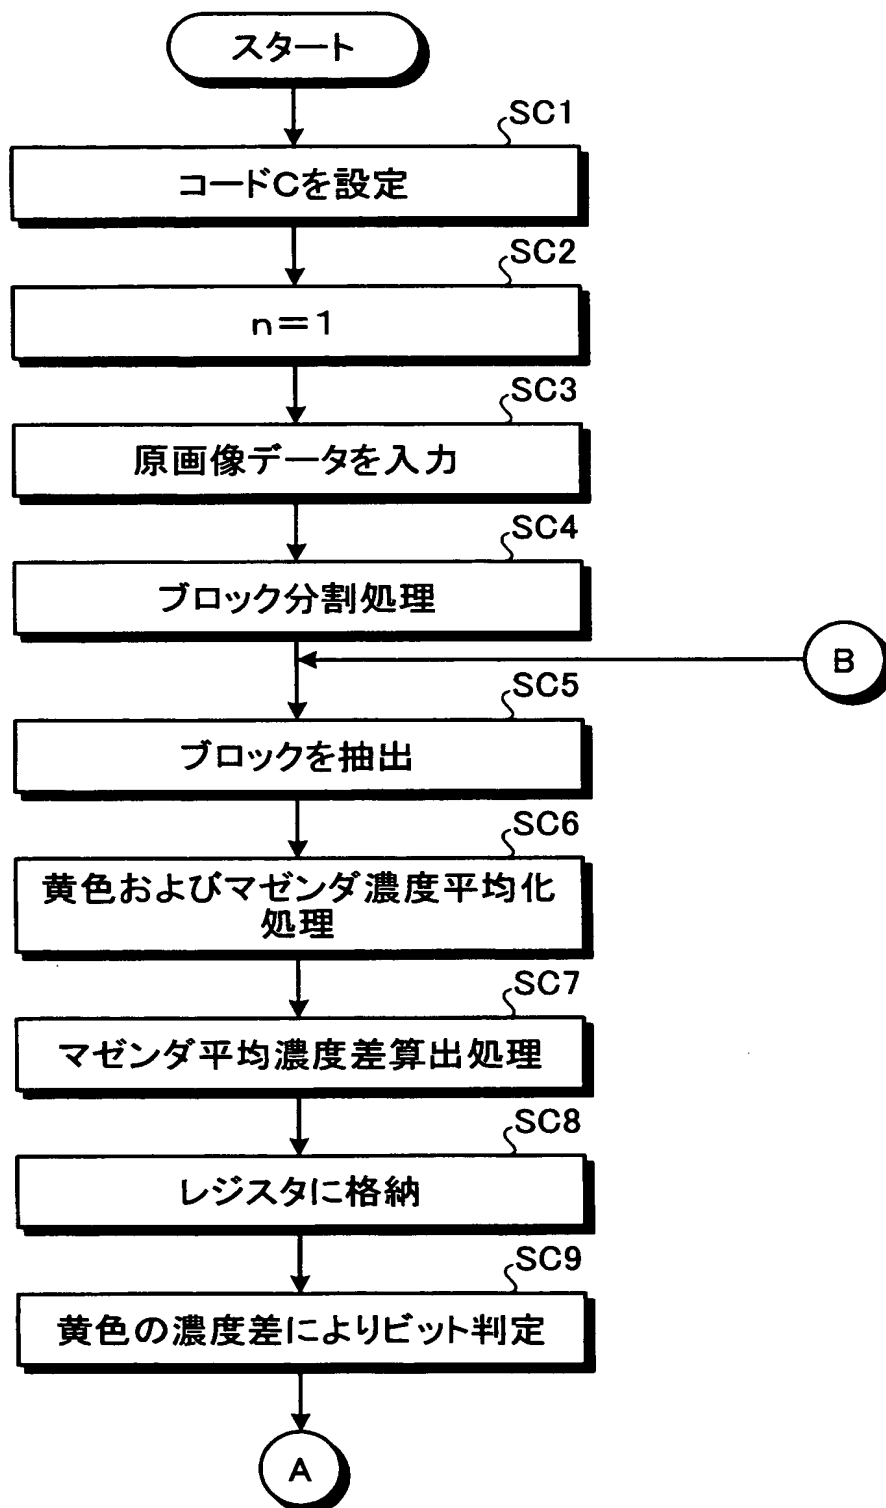 スタート
SC1
コードCを設定
SC2
n=1
SC3
原画像データを入力
SC4
ブロック分割処理
B
SC5
ブロックを抽出
SC6
黄色およびマゼンダ濃度平均化
処理
SC7
マゼンダ平均濃度差算出処理
SC8
レジスタに格納
SC9
黄色の濃度差によりビット判定
A